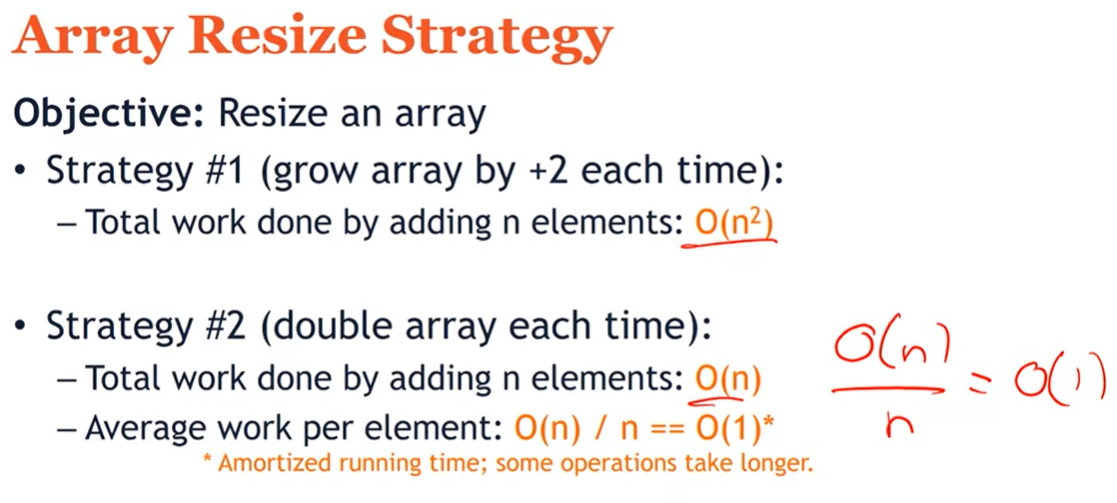 Array Resize Strategy
Objective: Resize an array
• Strategy #1 (grow array by +2 each time):
– Total work done by adding n elements: O(n²)
• Strategy #2 (double array each time):
– Total work done by adding n elements: O(n)
– Average work per element: O(n) / n == O(1)*
* Amortized running time; some operations take longer.
O(n)
/ n = O(1)